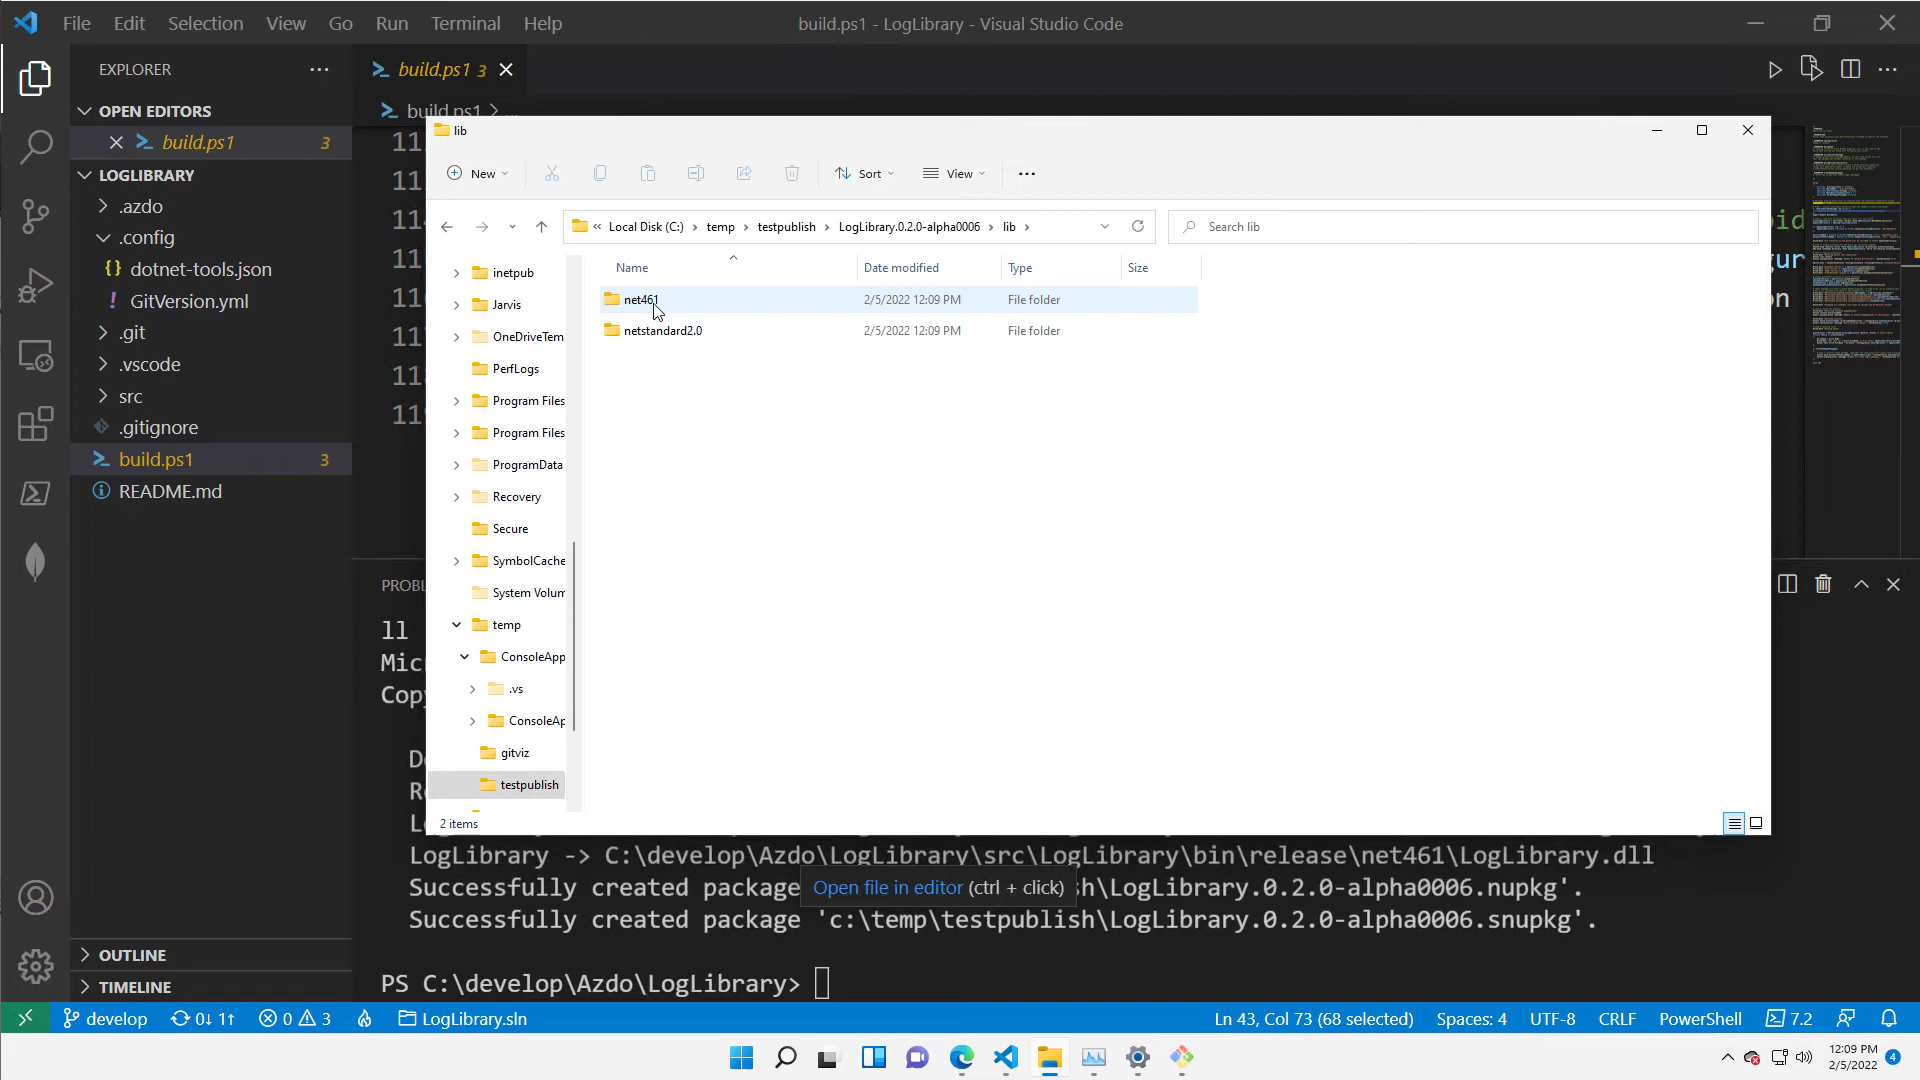 File Edit Selection View Go Run Terminal Help
build.ps1 - LogLibrary - Visual Studio Code
EXPLORER
build.ps1 3
OPEN EDITORS
build.ps1 >
build.ps1 3
LOGLIBRARY
.azdo
.config
dotnet-tools.json
GitVersion.yml
.git
.vscode
src
.gitignore
build.ps1 3
README.md
OUTLINE
TIMELINE
lib
New
Sort
View
« Local Disk (C:) > temp > testpublish > LogLibrary.0.2.0-alpha0006 > lib >
Search lib
Name Date modified Type Size
net461 2/5/2022 12:09 PM File folder
netstandard2.0 2/5/2022 12:09 PM File folder
inetpub
Jarvis
OneDriveTem
PerfLogs
Program Files
Program Files
ProgramData
Recovery
Secure
SymbolCache
System Volum
temp
ConsoleApp
.vs
ConsoleAp
gitviz
testpublish
2 items
PROBL
ll
Mic
Copy
LogLibrary -> C:\develop\Azdo\LogLibrary\src\LogLibrary\bin\release\net461\LogLibrary.dll
Open file in editor (ctrl + click)
Successfully created package sh\LogLibrary.0.2.0-alpha0006.nupkg'.
Successfully created package 'c:\temp\testpublish\LogLibrary.0.2.0-alpha0006.snupkg'.
PS C:\develop\Azdo\LogLibrary>
develop 0↓ 1↑ 0 3 LogLibrary.sln
Ln 43, Col 73 (68 selected) Spaces: 4 UTF-8 CRLF PowerShell 7.2
12:09 PM
2/5/2022 4